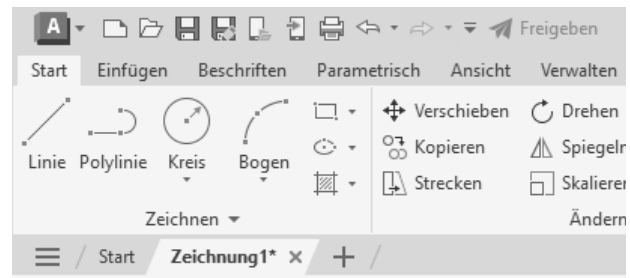 A Freigeben
Start Einfügen Beschriften Parametrisch Ansicht Verwalten
Verschieben Drehen
Kopieren Spiegeln
Linie Polylinie Kreis Bogen
Strecken Skalieren
Zeichnen Ändern
Start Zeichnung1*